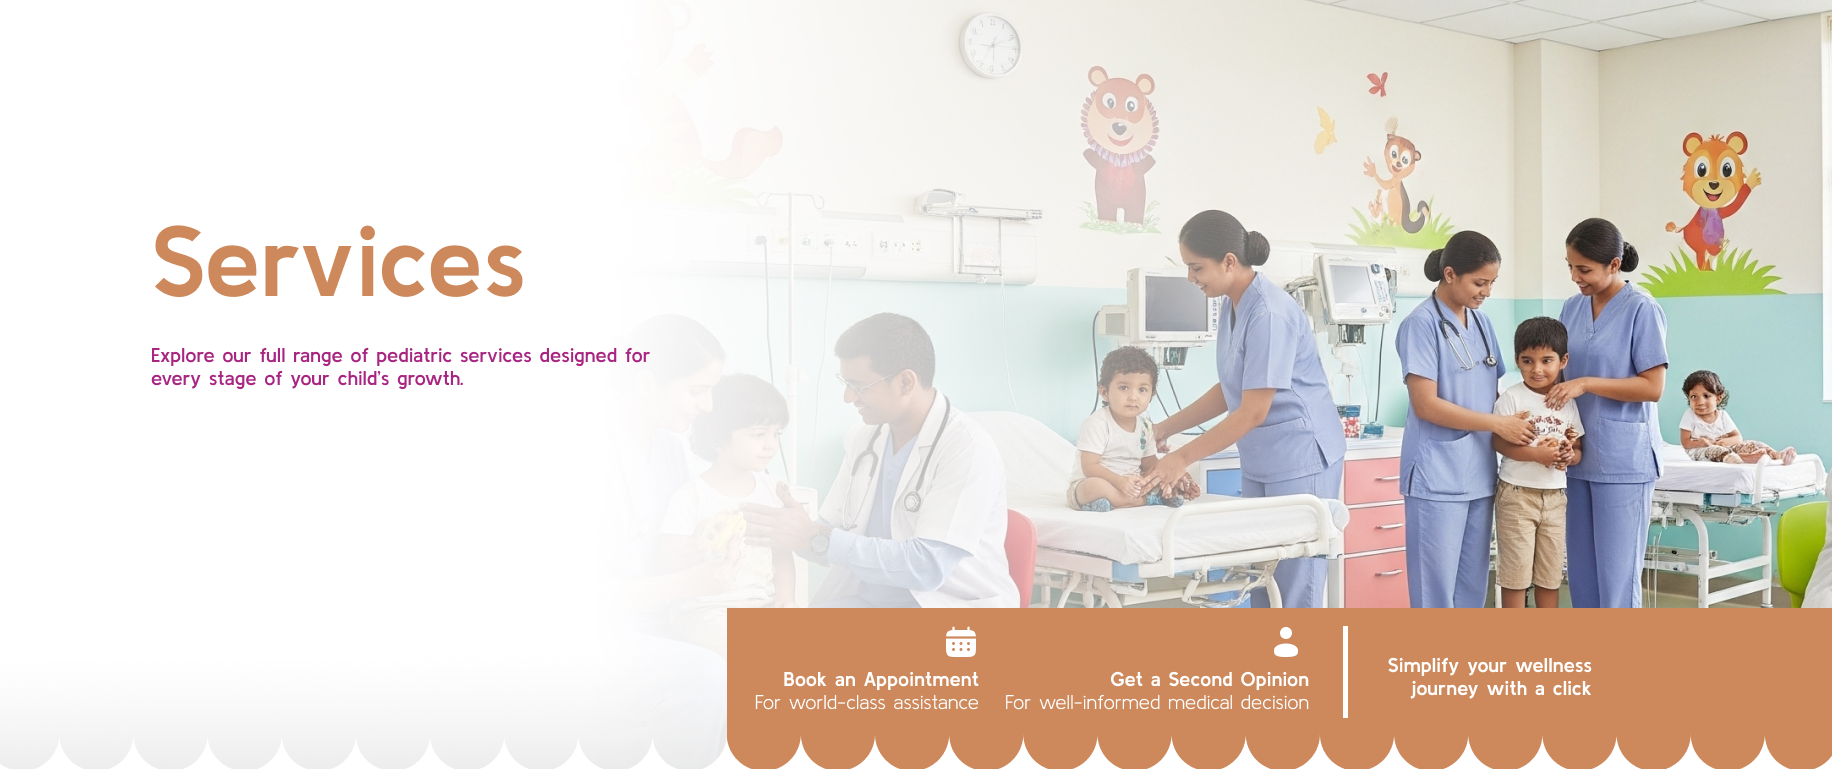 Services
Explore our full range of pediatric services designed for
every stage of your child's growth.
Book an Appointment
For world-class assistance
Get a Second Opinion
For well-informed medical decision
Simplify your wellness
journey with a click